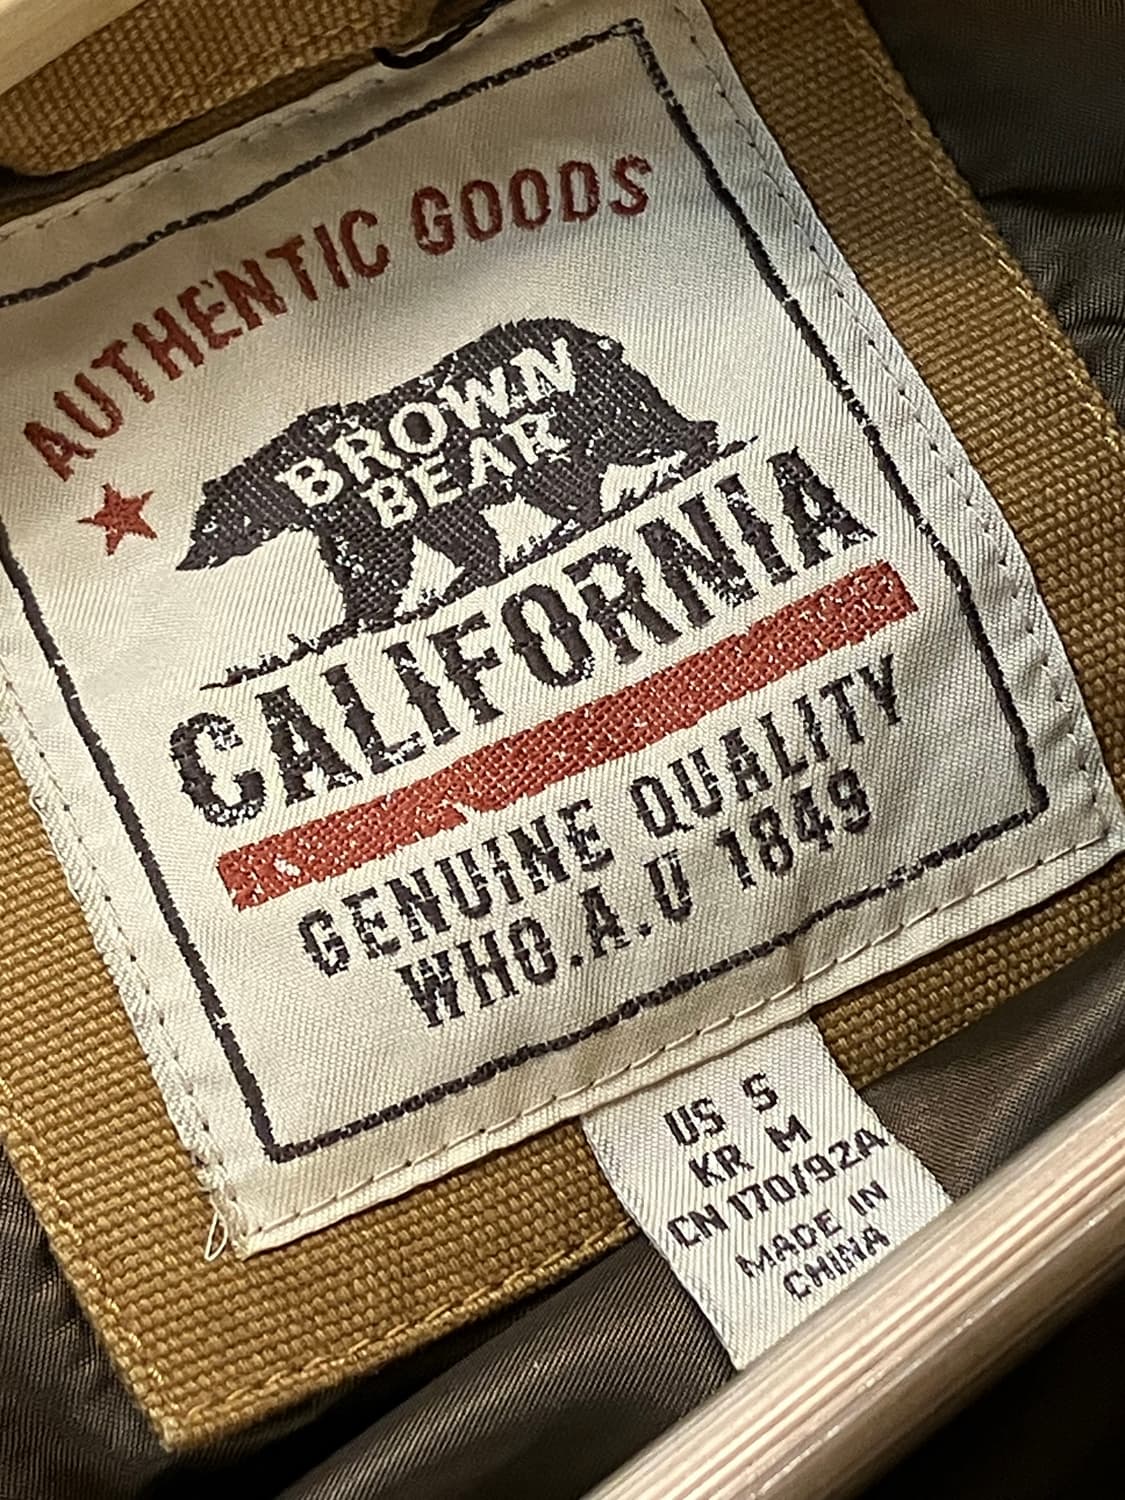 AUTHENTIC GOODS
BROWN
BEAR
CALIFORNIA
GENUINE QUALITY
WHO.A.U 1849
US S
KR M
CN 170/92A
MADE IN
CHINA